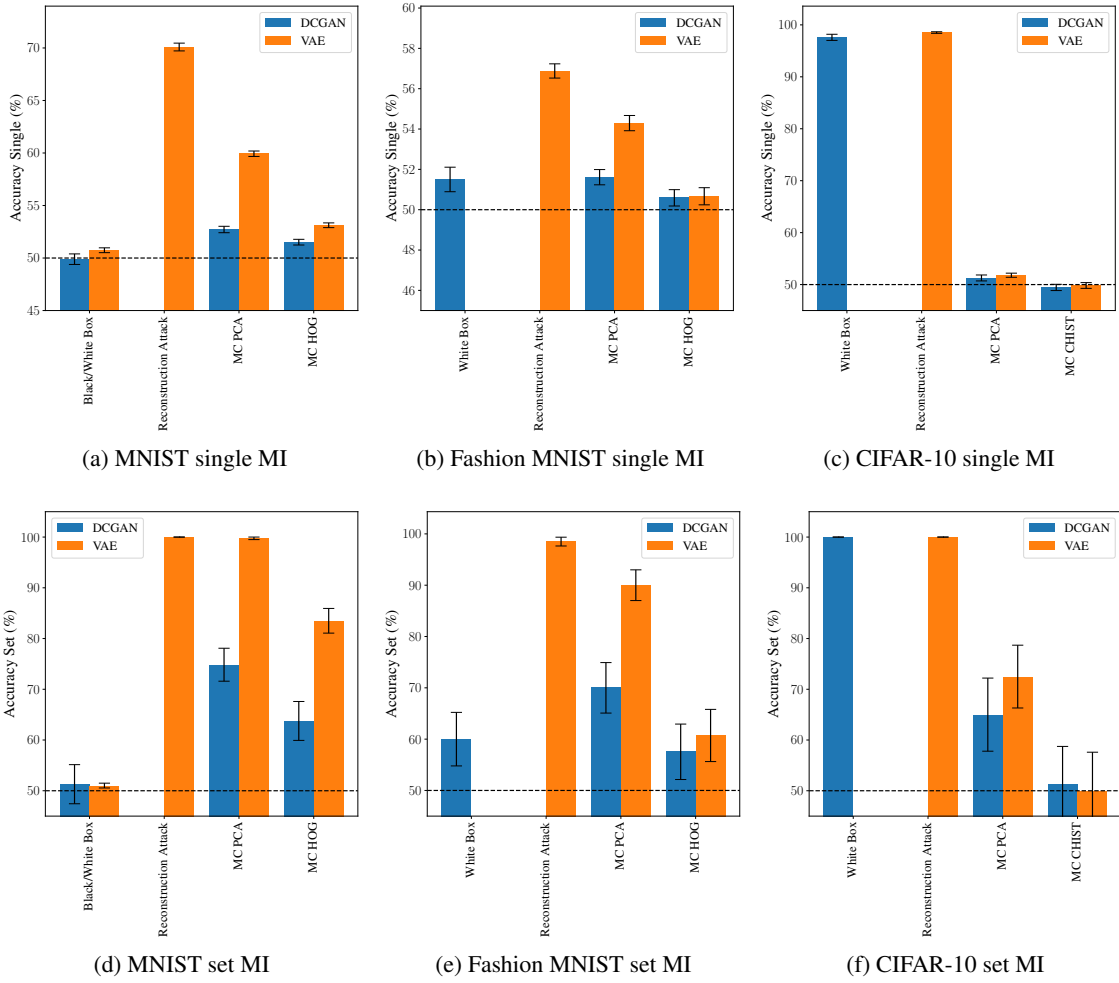 DCGAN
VAE
Accuracy Single (%)
70
65
60
55
50
45
Black/White Box
Reconstruction Attack
MC PCA
MC HOG
(a) MNIST single MI
DCGAN
VAE
Accuracy Single (%)
60
58
56
54
52
50
48
46
White Box
Reconstruction Attack
MC PCA
MC HOG
(b) Fashion MNIST single MI
DCGAN
VAE
Accuracy Single (%)
100
90
80
70
60
50
White Box
Reconstruction Attack
MC PCA
MC CHIST
(c) CIFAR-10 single MI
DCGAN
VAE
Accuracy Set (%)
100
90
80
70
60
50
Black/White Box
Reconstruction Attack
MC PCA
MC HOG
(d) MNIST set MI
DCGAN
VAE
Accuracy Set (%)
100
90
80
70
60
50
White Box
Reconstruction Attack
MC PCA
MC HOG
(e) Fashion MNIST set MI
DCGAN
VAE
Accuracy Set (%)
100
90
80
70
60
50
White Box
Reconstruction Attack
MC PCA
MC CHIST
(f) CIFAR-10 set MI